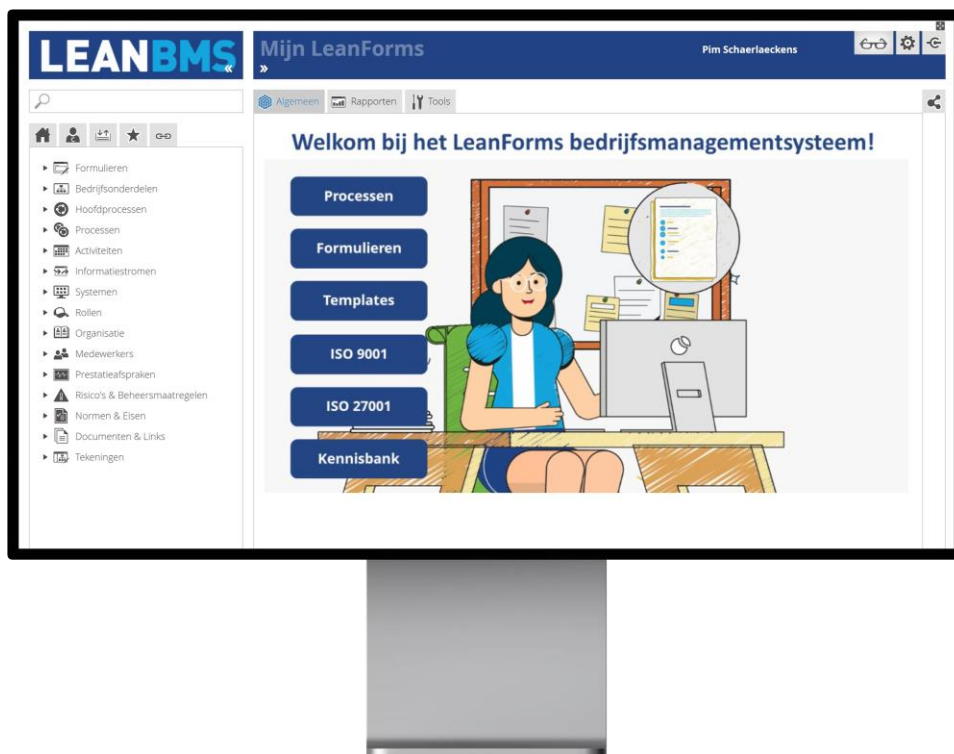 LEANBMS
«
Mijn LeanForms
»
Pim Schaerlaeckens
Algemeen
Rapporten
Tools
Formulieren
Bedrijfsonderdelen
Hoofdprocessen
Processen
Activiteiten
Informatiestromen
Systemen
Rollen
Organisatie
Medewerkers
Prestatieafspraken
Risico's & Beheersmaatregelen
Normen & Eisen
Documenten & Links
Tekeningen
Welkom bij het LeanForms bedrijfsmanagementsysteem!
Processen
Formulieren
Templates
ISO 9001
ISO 27001
Kennisbank